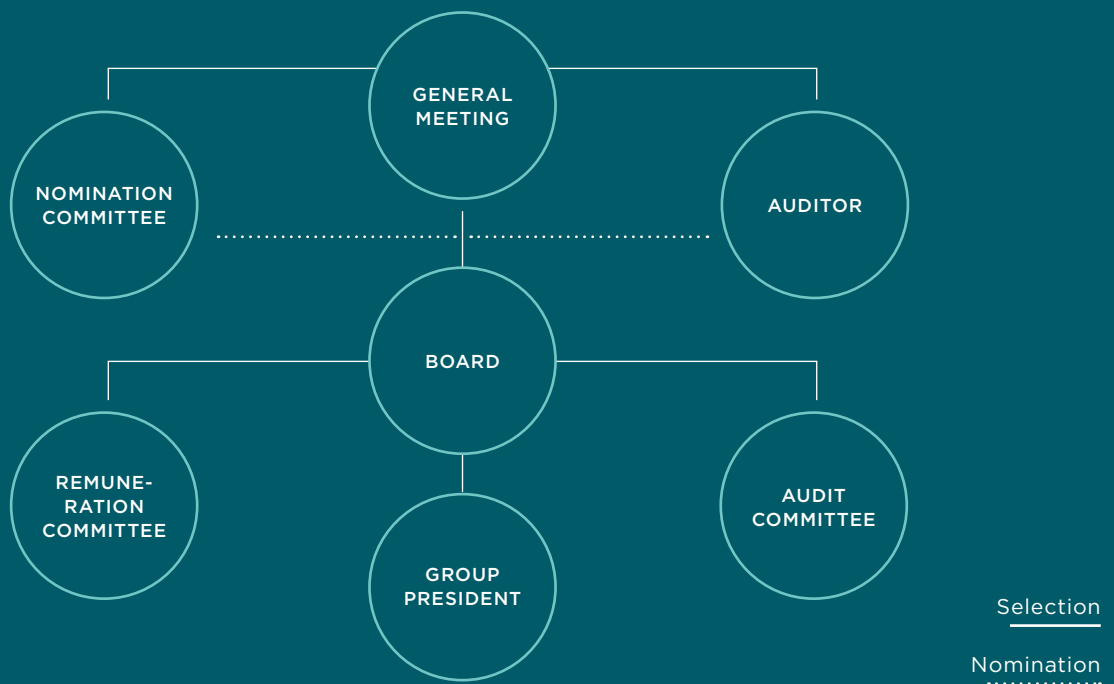 GENERAL
MEETING
NOMINATION
COMMITTEE
AUDITOR
BOARD
REMUNE-
RATION
COMMITTEE
AUDIT
COMMITTEE
GROUP
PRESIDENT
Selection
Nomination